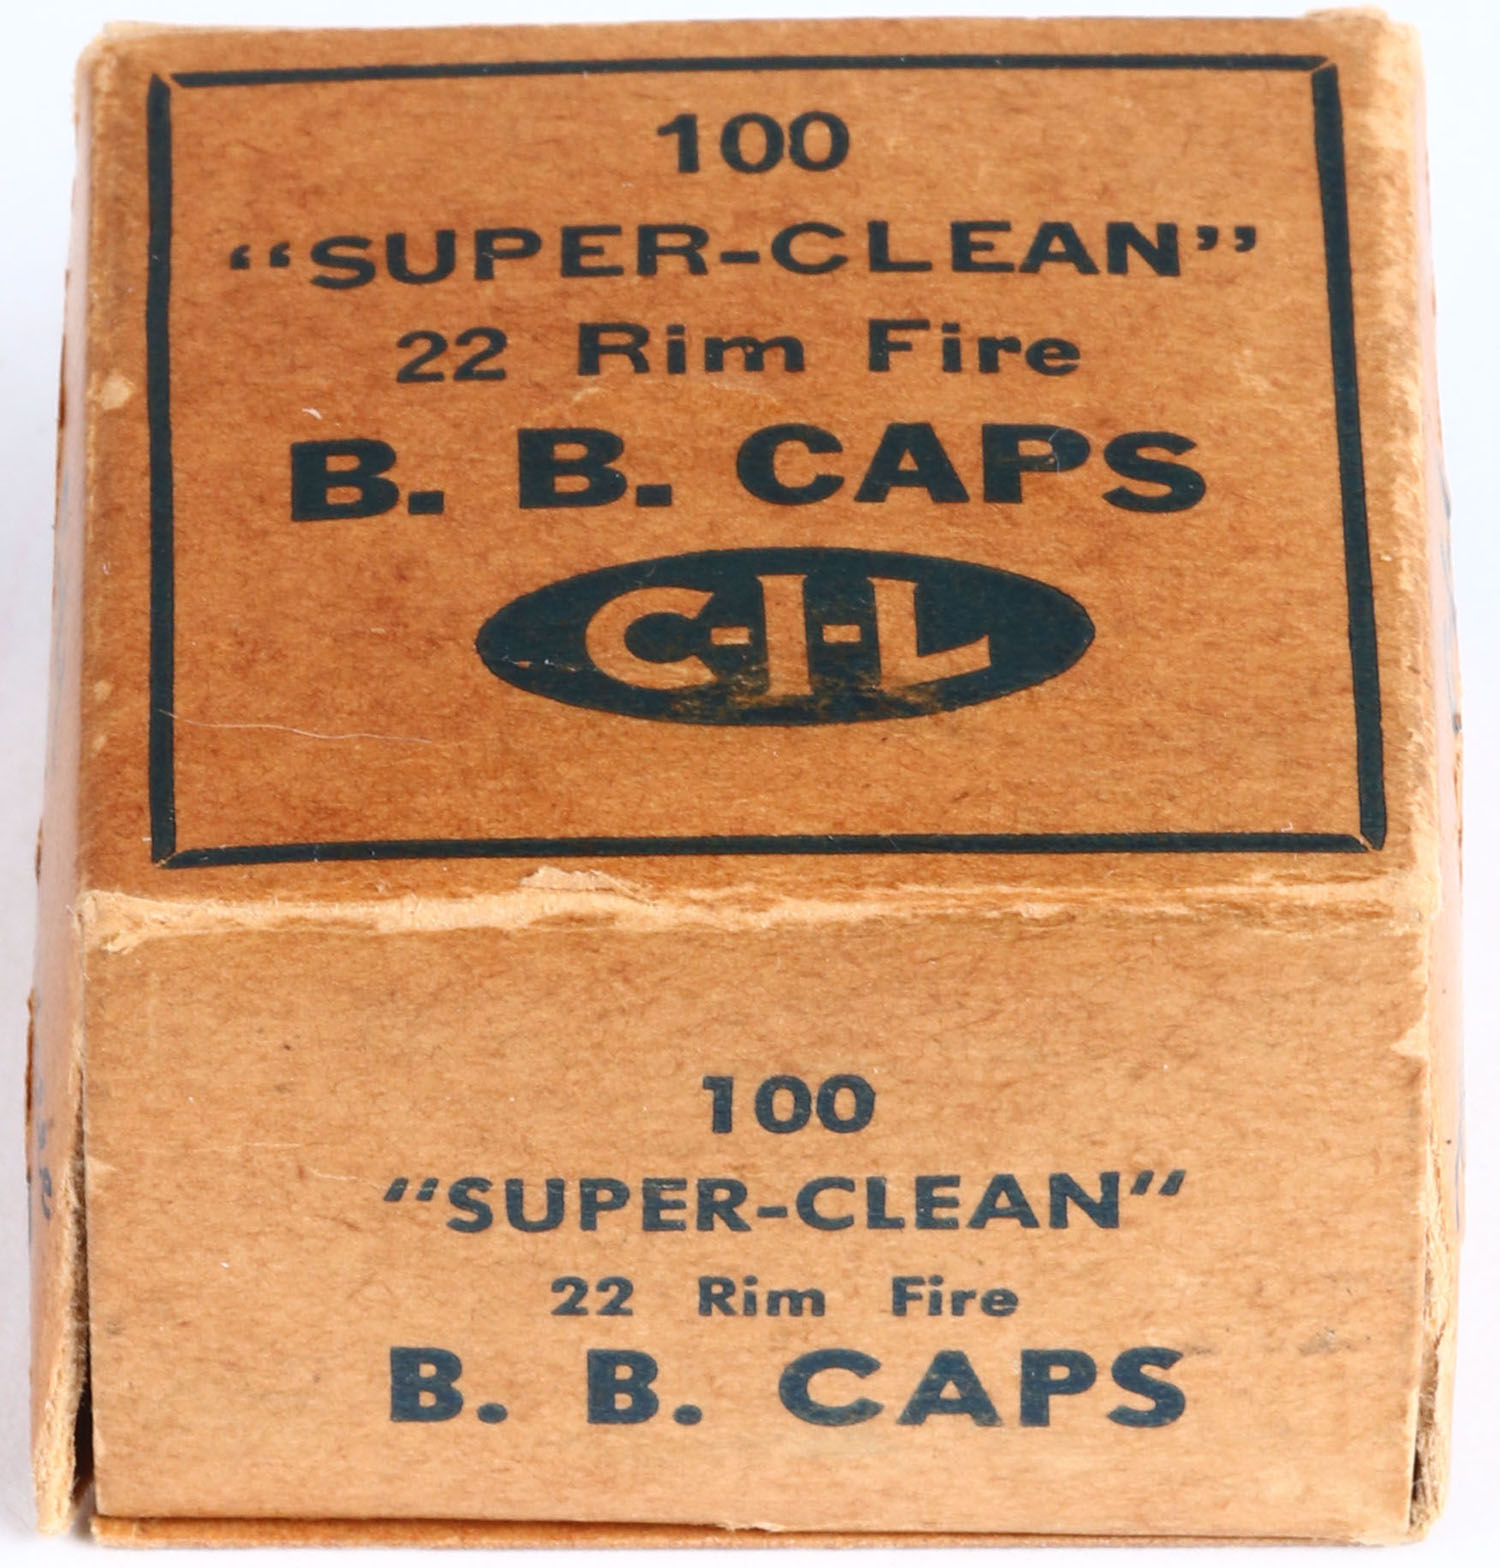 100
“SUPER-CLEAN”
22 Rim Fire
B. B. CAPS
C-I-L
100
“SUPER-CLEAN”
22 Rim Fire
B. B. CAPS